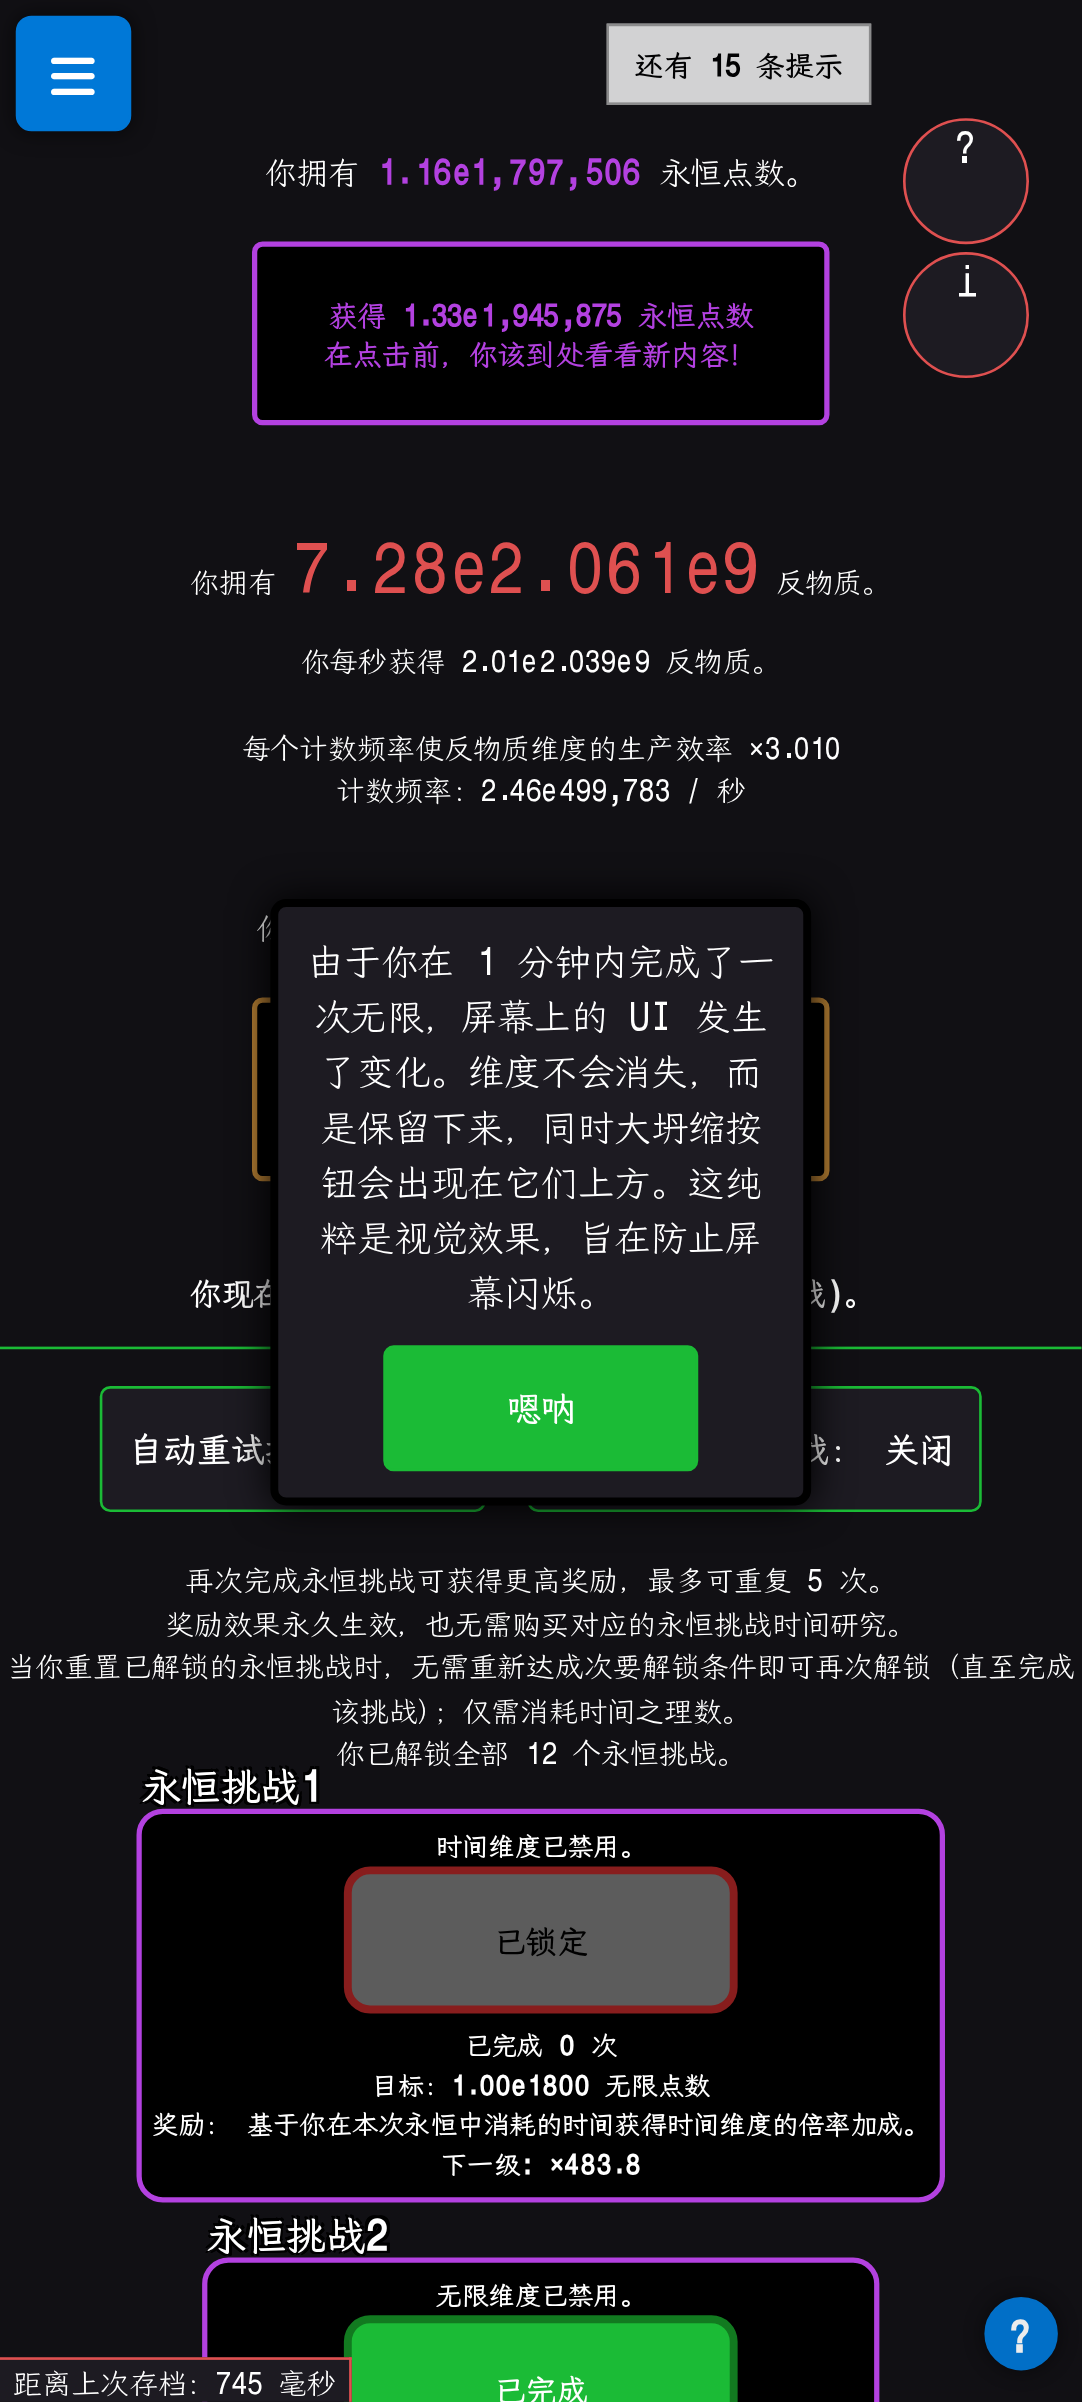 还有 15 条提示
?
i
你拥有 1.16e1,797,506 永恒点数。
获得 1.33e1,945,875 永恒点数
在点击前，你该到处看看新内容！
你拥有 7.28e2.061e9 反物质。
你每秒获得 2.01e2.039e9 反物质。
每个计数频率使反物质维度的生产效率 ×3.010
计数频率：2.46e499,783 / 秒
由于你在 1 分钟内完成了一
次无限，屏幕上的 UI 发生
了变化。维度不会消失，而
是保留下来，同时大坍缩按
钮会出现在它们上方。这纯
粹是视觉效果，旨在防止屏
幕闪烁。
嗯呐
你现在 )。
自动重试 ： 关闭
再次完成永恒挑战可获得更高奖励，最多可重复 5 次。
奖励效果永久生效，也无需购买对应的永恒挑战时间研究。
当你重置已解锁的永恒挑战时，无需重新达成次要解锁条件即可再次解锁（直至完成
该挑战）；仅需消耗时间之理数。
你已解锁全部 12 个永恒挑战。
永恒挑战1
时间维度已禁用。
已锁定
已完成 0 次
目标：1.00e1800 无限点数
奖励： 基于你在本次永恒中消耗的时间获得时间维度的倍率加成。
下一级：×483.8
永恒挑战2
无限维度已禁用。
已完成
?
距离上次存档：745 毫秒